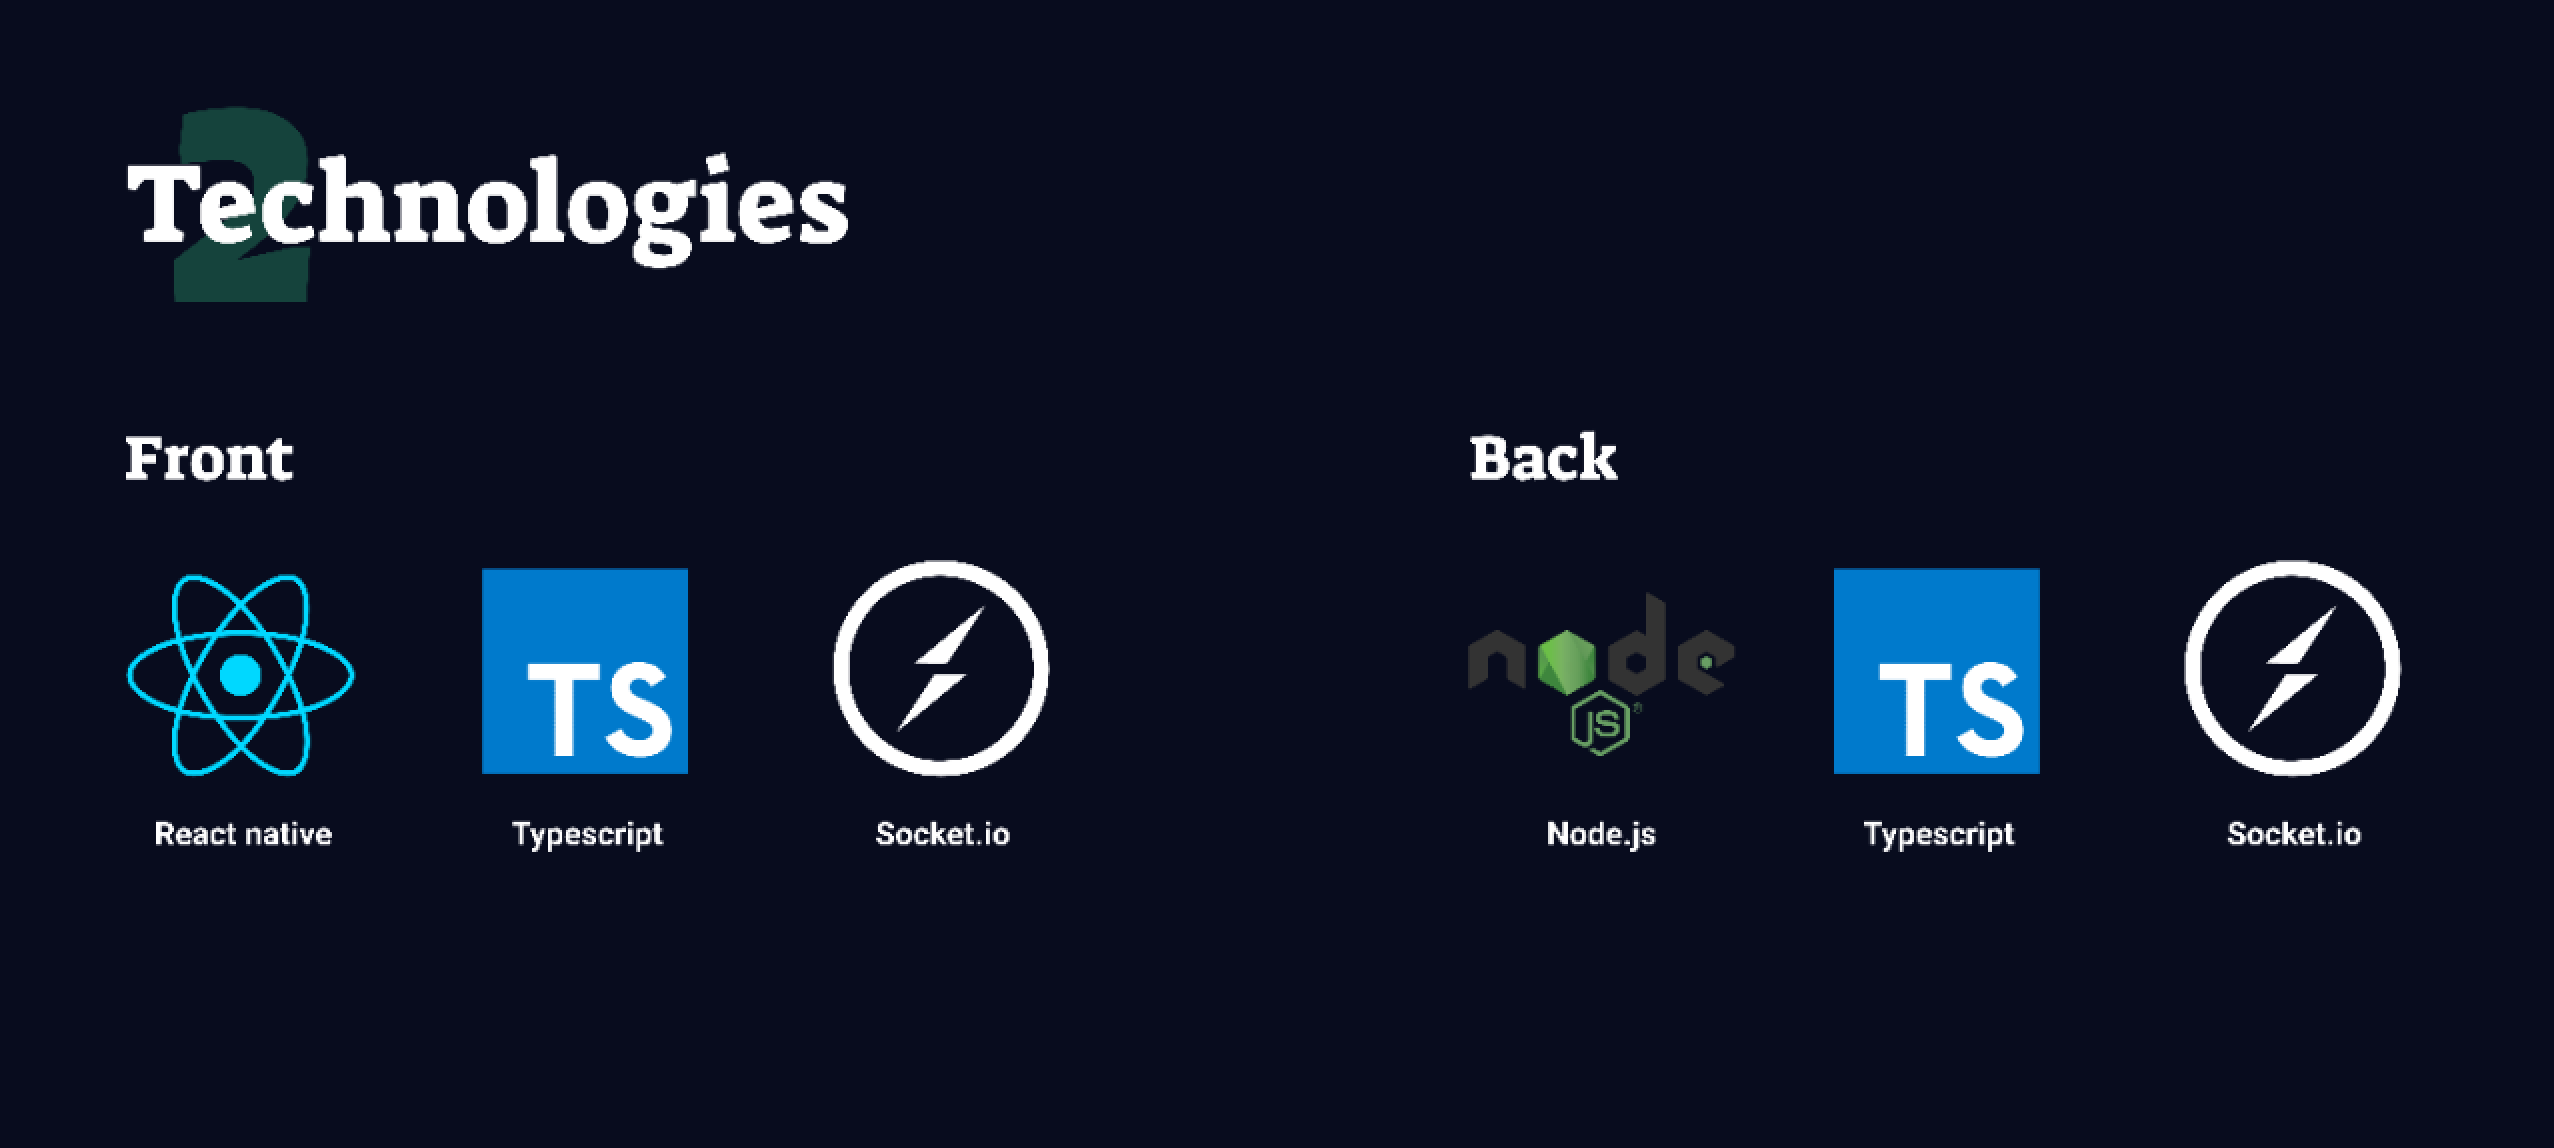 2
Technologies
Front
Back
TS
node
JS®
TS
React native
Typescript
Socket.io
Node.js
Typescript
Socket.io